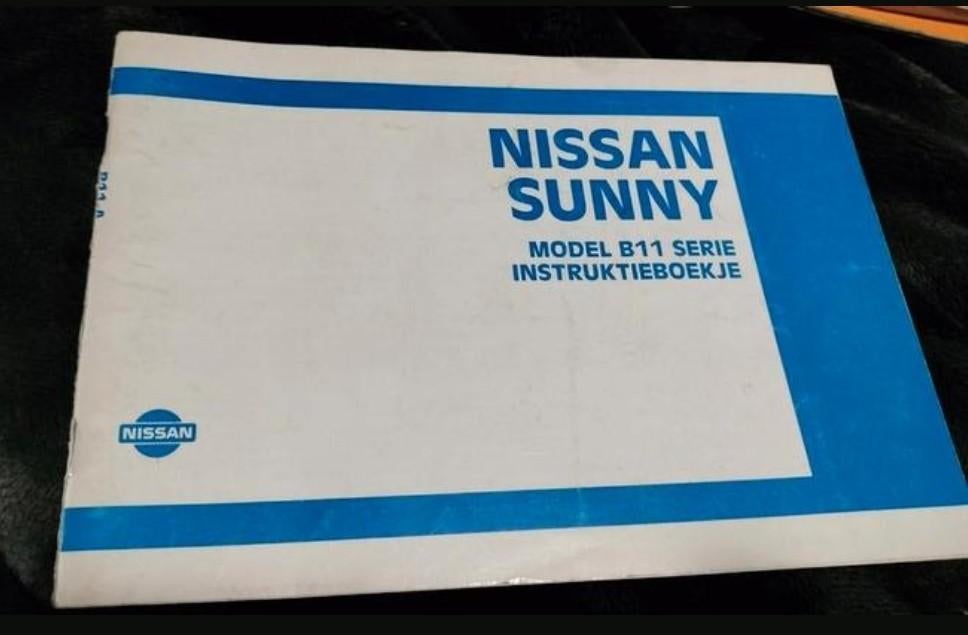 NISSAN
SUNNY
MODEL B11 SERIE
INSTRUKTIEBOEKJE
NISSAN